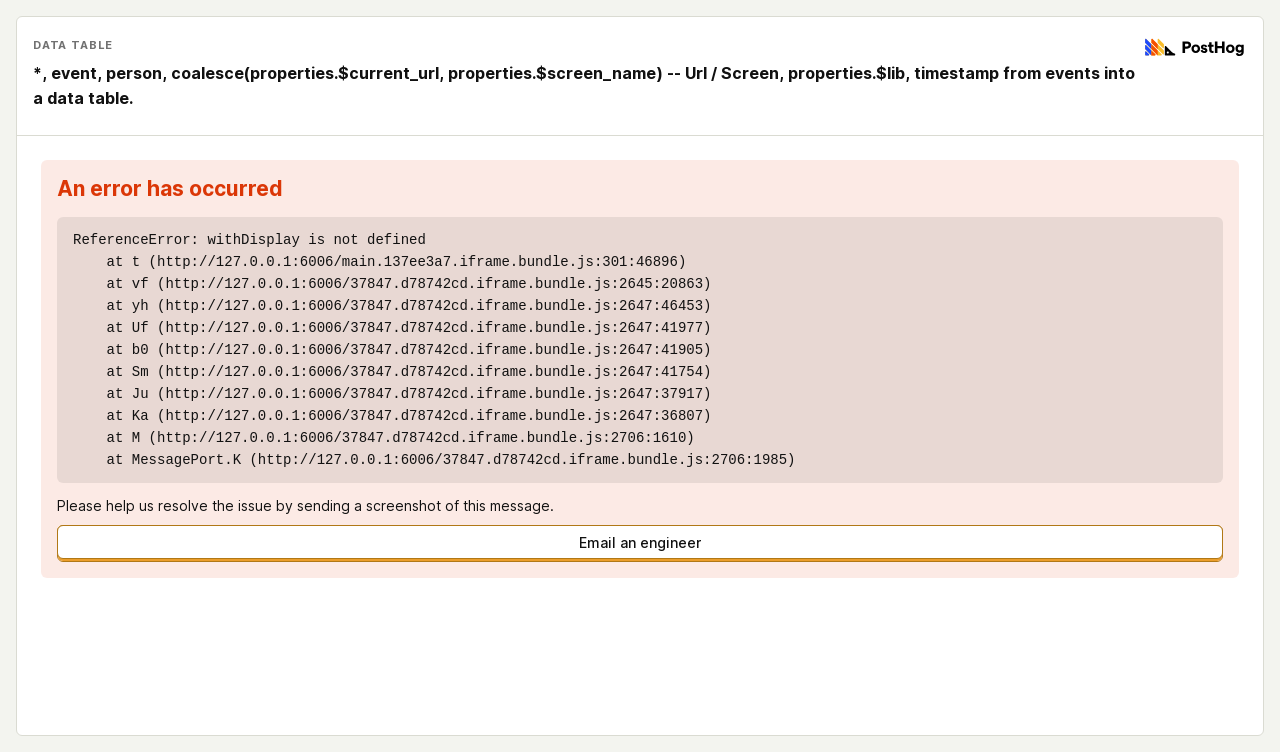 DATA TABLE
PostHog
*, event, person, coalesce(properties.$current_url, properties.$screen_name) -- Url / Screen, properties.$lib, timestamp from events into
a data table.
An error has occurred
ReferenceError: withDisplay is not defined
    at t (http://127.0.0.1:6006/main.137ee3a7.iframe.bundle.js:301:46896)
    at vf (http://127.0.0.1:6006/37847.d78742cd.iframe.bundle.js:2645:20863)
    at yh (http://127.0.0.1:6006/37847.d78742cd.iframe.bundle.js:2647:46453)
    at Uf (http://127.0.0.1:6006/37847.d78742cd.iframe.bundle.js:2647:41977)
    at b0 (http://127.0.0.1:6006/37847.d78742cd.iframe.bundle.js:2647:41905)
    at Sm (http://127.0.0.1:6006/37847.d78742cd.iframe.bundle.js:2647:41754)
    at Ju (http://127.0.0.1:6006/37847.d78742cd.iframe.bundle.js:2647:37917)
    at Ka (http://127.0.0.1:6006/37847.d78742cd.iframe.bundle.js:2647:36807)
    at M (http://127.0.0.1:6006/37847.d78742cd.iframe.bundle.js:2706:1610)
    at MessagePort.K (http://127.0.0.1:6006/37847.d78742cd.iframe.bundle.js:2706:1985)
Please help us resolve the issue by sending a screenshot of this message.
Email an engineer